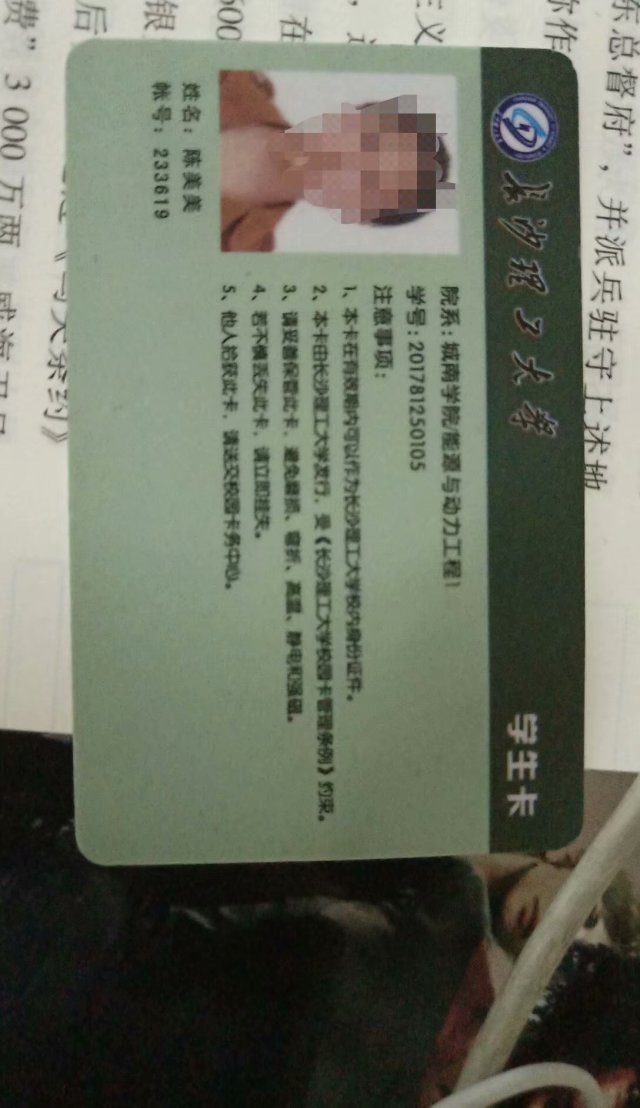 长沙理工大学
学生卡
院系：城南学院/能源与动力工程1
学号：201781250105
注意事项：
1、本卡在有效期内可以作为长沙理工大学校内身份证件。
2、本卡由长沙理工大学发行，受《长沙理工大学校园卡管理条例》约束。
3、请妥善保管此卡，避免磨损、弯折、高温、静电和强磁。
4、若不慎丢失此卡，请立即挂失。
5、他人拾获此卡，请送交校园卡务中心。
姓名：陈美美
帐号：233619
东总督府”，并派兵驻守上述地
亦作
主义
在
600
银
后
费”3 000万两